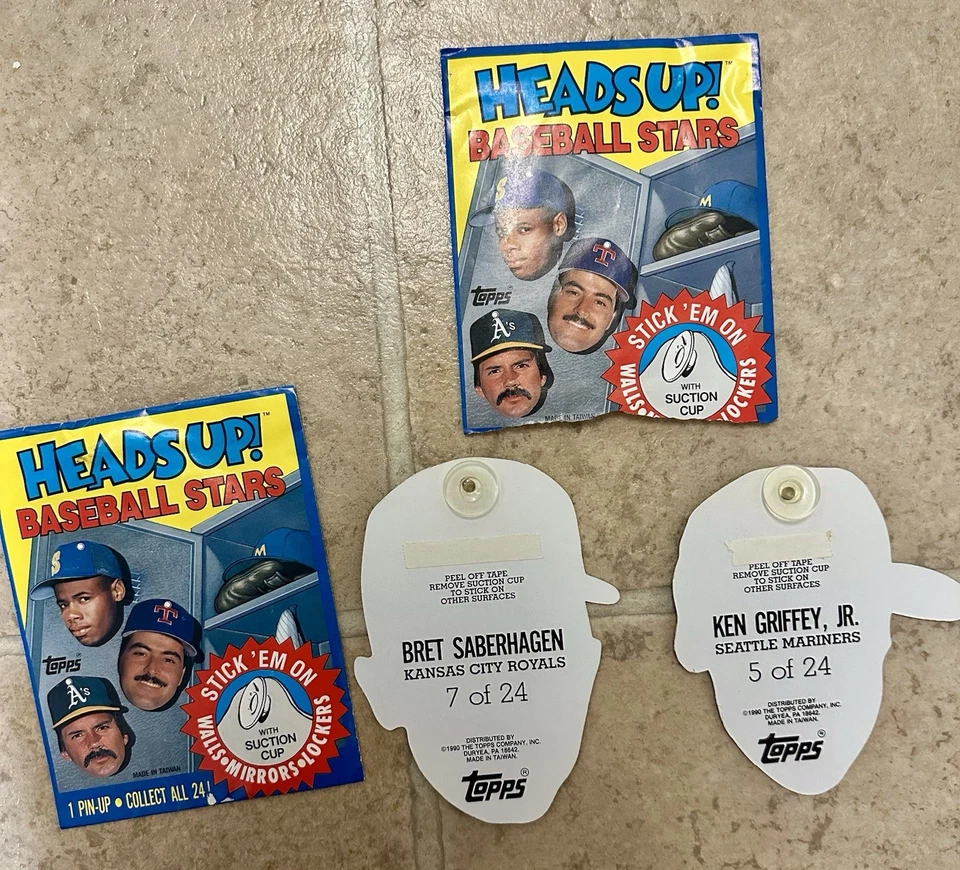 HEADS UP!™
BASEBALL STARS
S
M
T
Topps
A's
STICK 'EM ON
WITH
SUCTION
CUP
WALLS
LOCKERS
MADE IN TAIWAN
HEADS UP!™
BASEBALL STARS
S
M
T
Topps
A's
STICK 'EM ON
WITH
SUCTION
CUP
WALLS • MIRRORS • LOCKERS
MADE IN TAIWAN
1 PIN-UP • COLLECT ALL 24!
PEEL OFF TAPE
REMOVE SUCTION CUP
TO STICK ON
OTHER SURFACES
BRET SABERHAGEN
KANSAS CITY ROYALS
7 of 24
DISTRIBUTED BY
©1990 THE TOPPS COMPANY, INC.
DURYEA, PA 18642.
MADE IN TAIWAN.
Topps®
PEEL OFF TAPE
REMOVE SUCTION CUP
TO STICK ON
OTHER SURFACES
KEN GRIFFEY, JR.
SEATTLE MARINERS
5 of 24
DISTRIBUTED BY
©1990 THE TOPPS COMPANY, INC.
DURYEA, PA 18642.
MADE IN TAIWAN.
Topps®